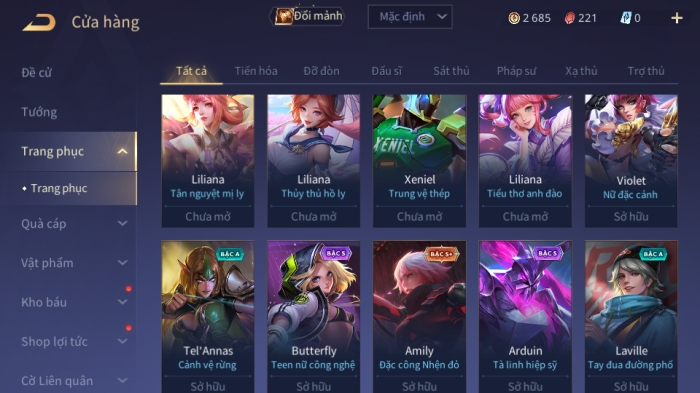 Cửa hàng
Đổi mảnh
Mặc định
2 685
221
0
Đề cử
Tướng
Trang phục
Trang phục
Quà cáp
Vật phẩm
Kho báu
Shop lợi tức
Cờ Liên quân
Tất cả
Tiến hóa
Đỡ đòn
Đấu sĩ
Sát thủ
Pháp sư
Xạ thủ
Trợ thủ
Liliana
Tân nguyệt mị ly
Chưa mở
Liliana
Thủy thủ hồ ly
Chưa mở
XENIEL
Xeniel
Trung vệ thép
Chưa mở
Liliana
Tiểu thơ anh đào
Chưa mở
Violet
Nữ đặc cảnh
Sở hữu
BẬC A
Tel'Annas
Cảnh vệ rừng
Sở hữu
BẬC S
Butterfly
Teen nữ công nghệ
Sở hữu
BẬC S+
Amily
Đặc công Nhện đỏ
Sở hữu
BẬC S
Arduin
Tà linh hiệp sỹ
Sở hữu
BẬC A
Laville
Tay đua đường phố
Sở hữu